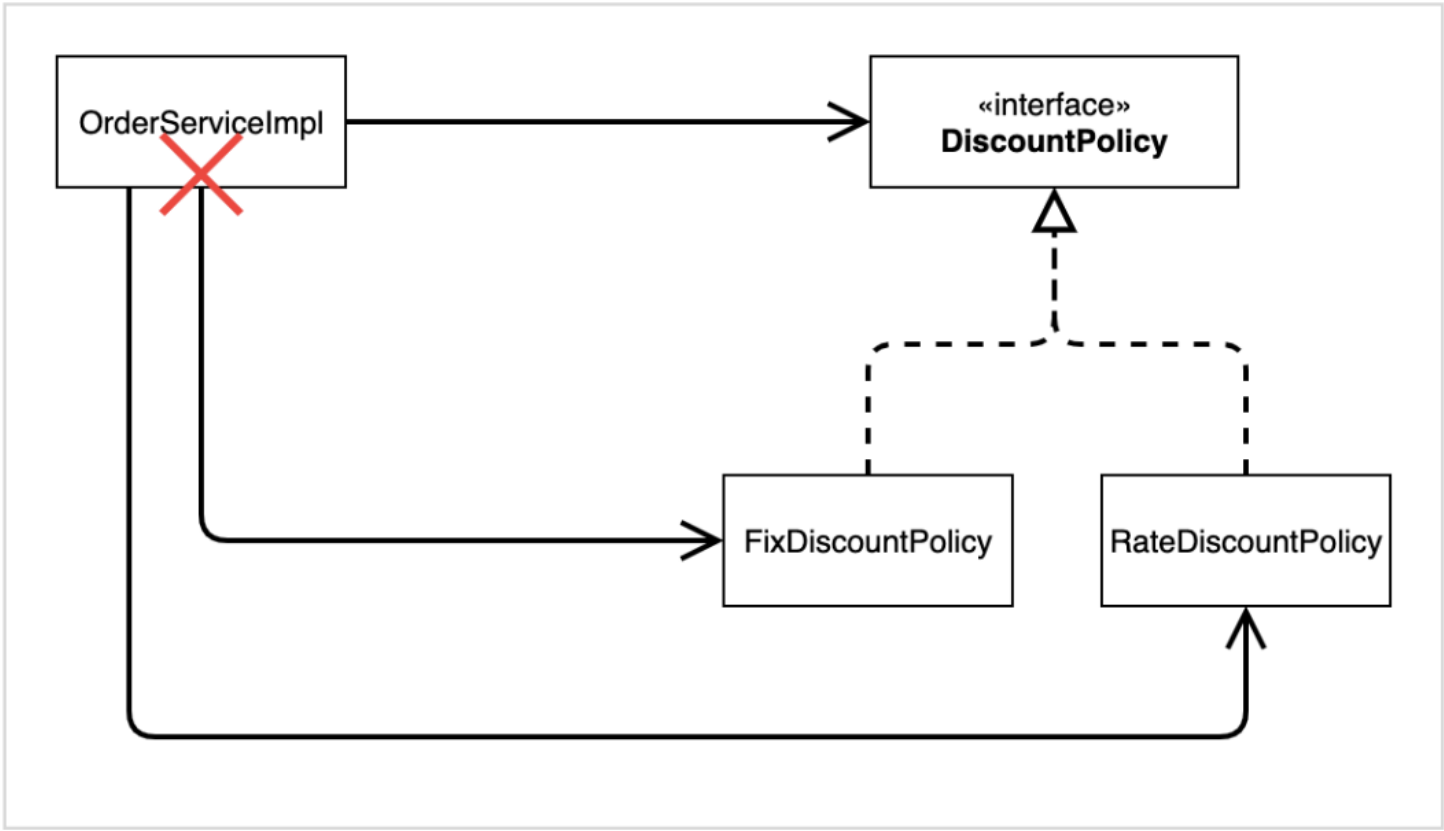 OrderServiceImpl
«interface»
DiscountPolicy
FixDiscountPolicy
RateDiscountPolicy